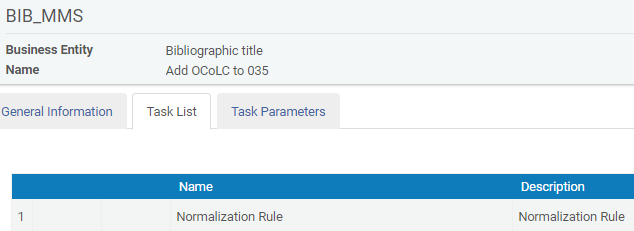 BIB_MMS
Business Entity Bibliographic title
Name Add OCoLC to 035
General Information Task List Task Parameters
Name Description
1 Normalization Rule Normalization Rule